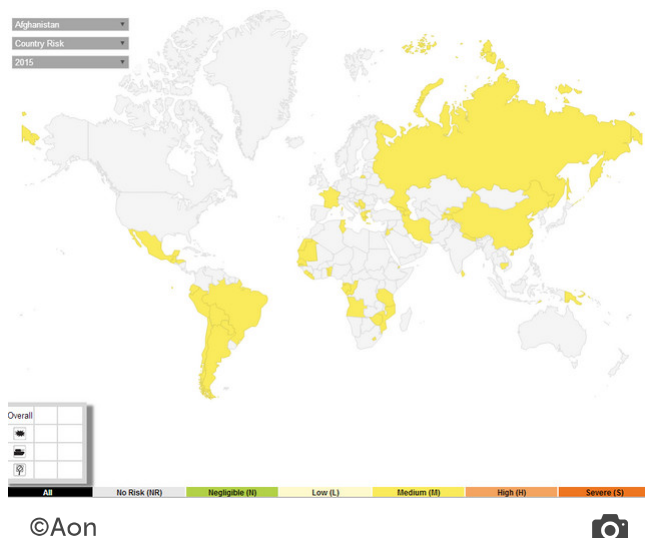 Afghanistan
Country Risk
2015
Overall
All
No Risk (NR)
Negligible (N)
Low (L)
Medium (M)
High (H)
Severe (S)
©Aon